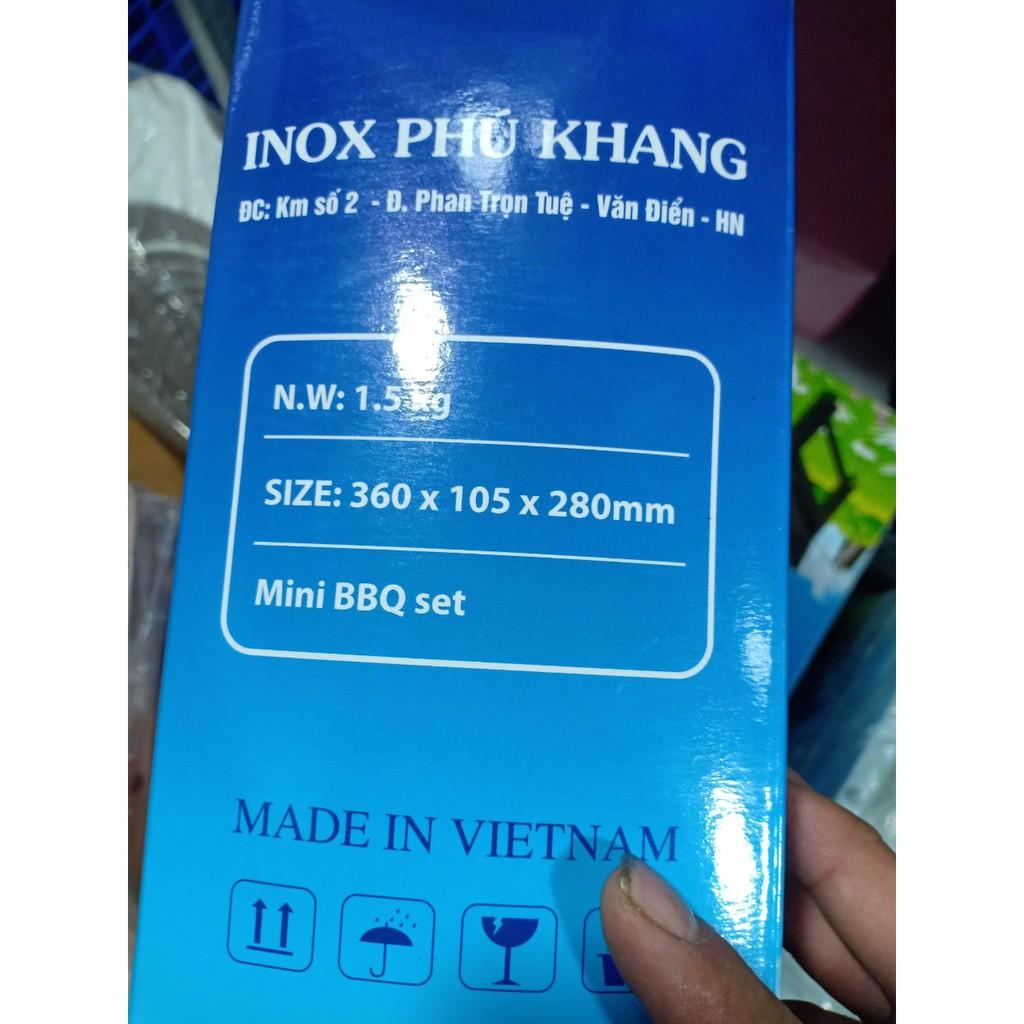 INOX PHÚ KHANG
ĐC: Km số 2 - Đ. Phan Trọn Tuệ - Văn Điển - HN
N.W: 1.5 kg
SIZE: 360 x 105 x 280mm
Mini BBQ set
MADE IN VIETNAM